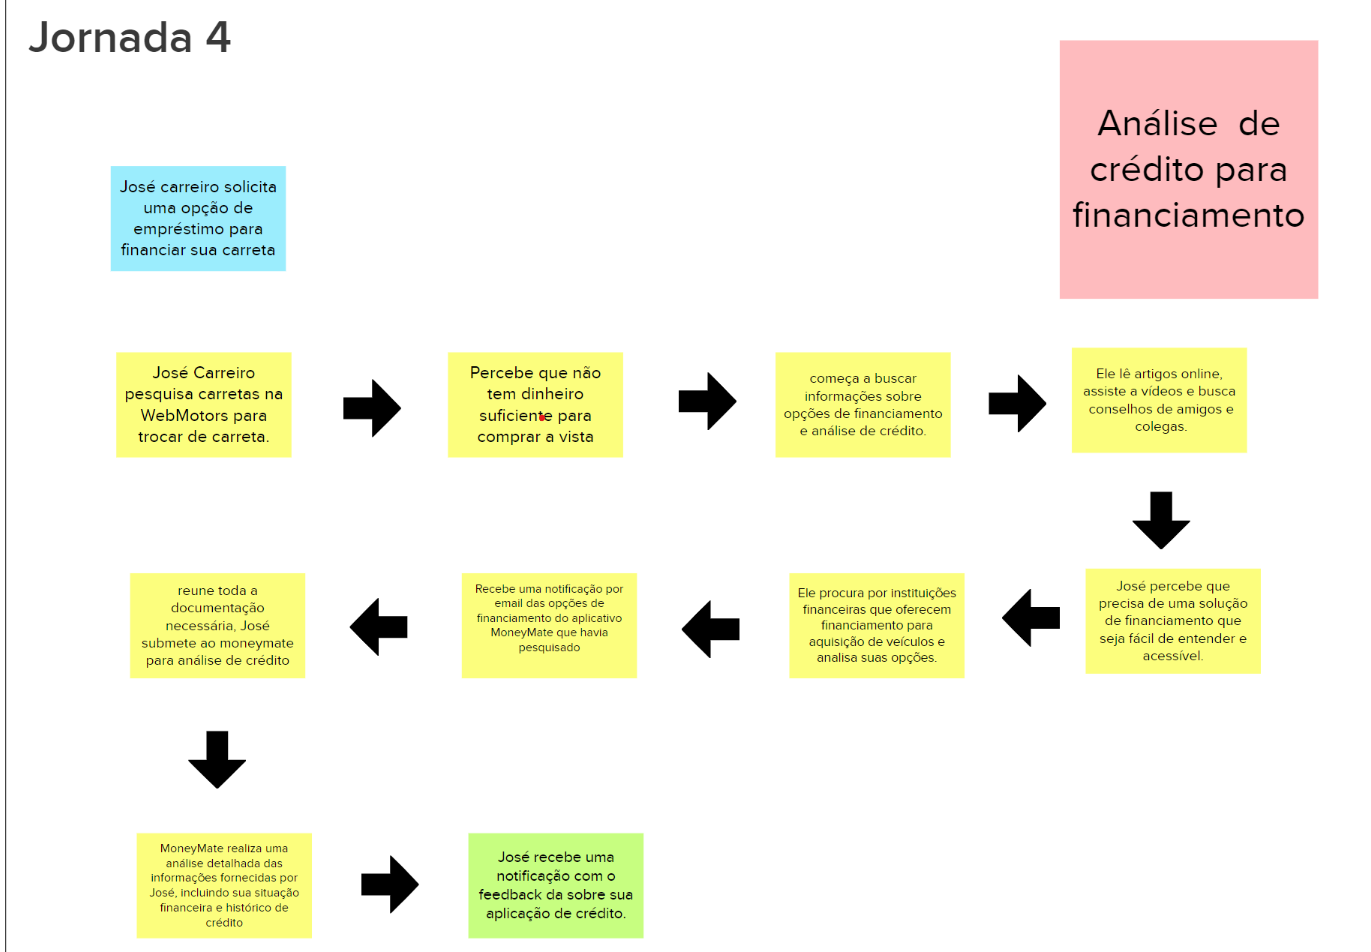 Jornada 4
Análise de
crédito para
financiamento
José carreiro solicita
uma opção de
empréstimo para
financiar sua carreta
José Carreiro
pesquisa carretas na
WebMotors para
trocar de carreta.
Percebe que não
tem dinheiro
suficiente para
comprar a vista
começa a buscar
informações sobre
opções de financiamento
e análise de crédito.
Ele lê artigos online,
assiste a vídeos e busca
conselhos de amigos e
colegas.
José percebe que
precisa de uma solução
de financiamento que
seja fácil de entender e
acessível.
Ele procura por instituições
financeiras que oferecem
financiamento para
aquisição de veículos e
analisa suas opções.
Recebe uma notificação por
email das opções de
financiamento do aplicativo
MoneyMate que havia
pesquisado
reune toda a
documentação
necessária, José
submete ao moneymate
para análise de crédito
MoneyMate realiza uma
análise detalhada das
informações fornecidas por
José, incluindo sua situação
financeira e histórico de
crédito
José recebe uma
notificação com o
feedback da sobre sua
aplicação de crédito.